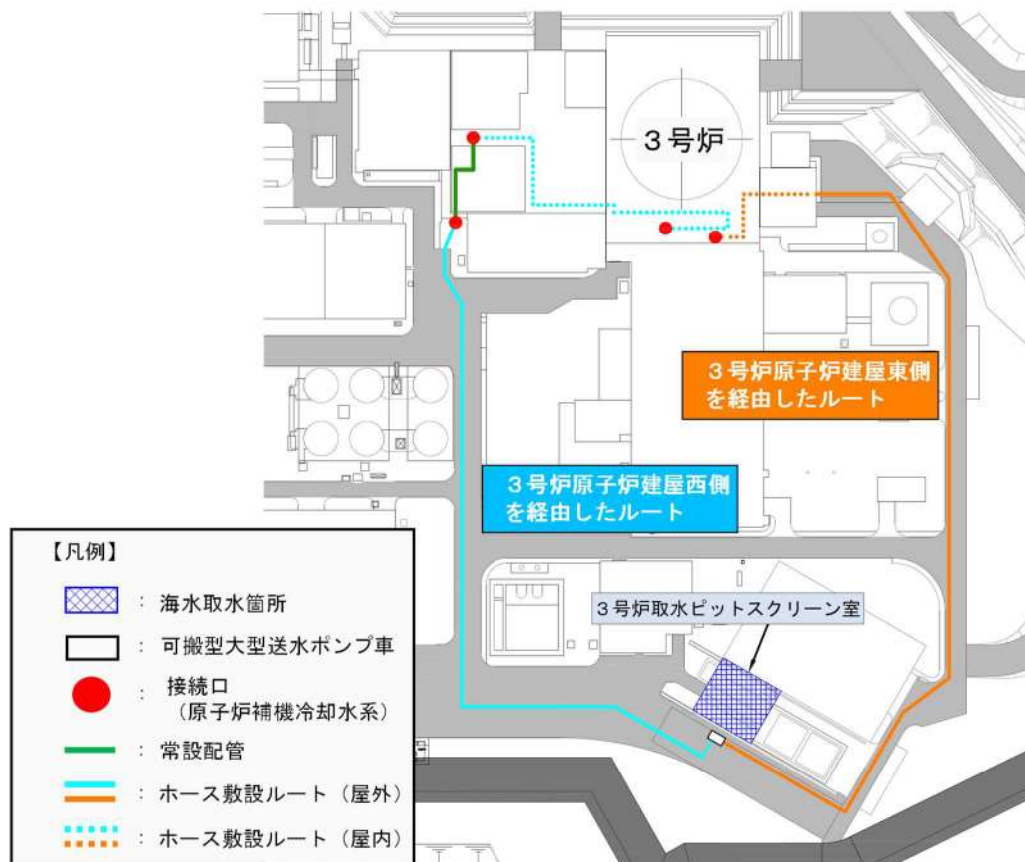 3号炉
3号炉原子炉建屋東側
を経由したルート
3号炉原子炉建屋西側
を経由したルート
3号炉取水ピットスクリーン室
【凡例】
: 海水取水箇所
: 可搬型大型送水ポンプ車
: 接続口
(原子炉補機冷却水系)
: 常設配管
: ホース敷設ルート(屋外)
: ホース敷設ルート(屋内)